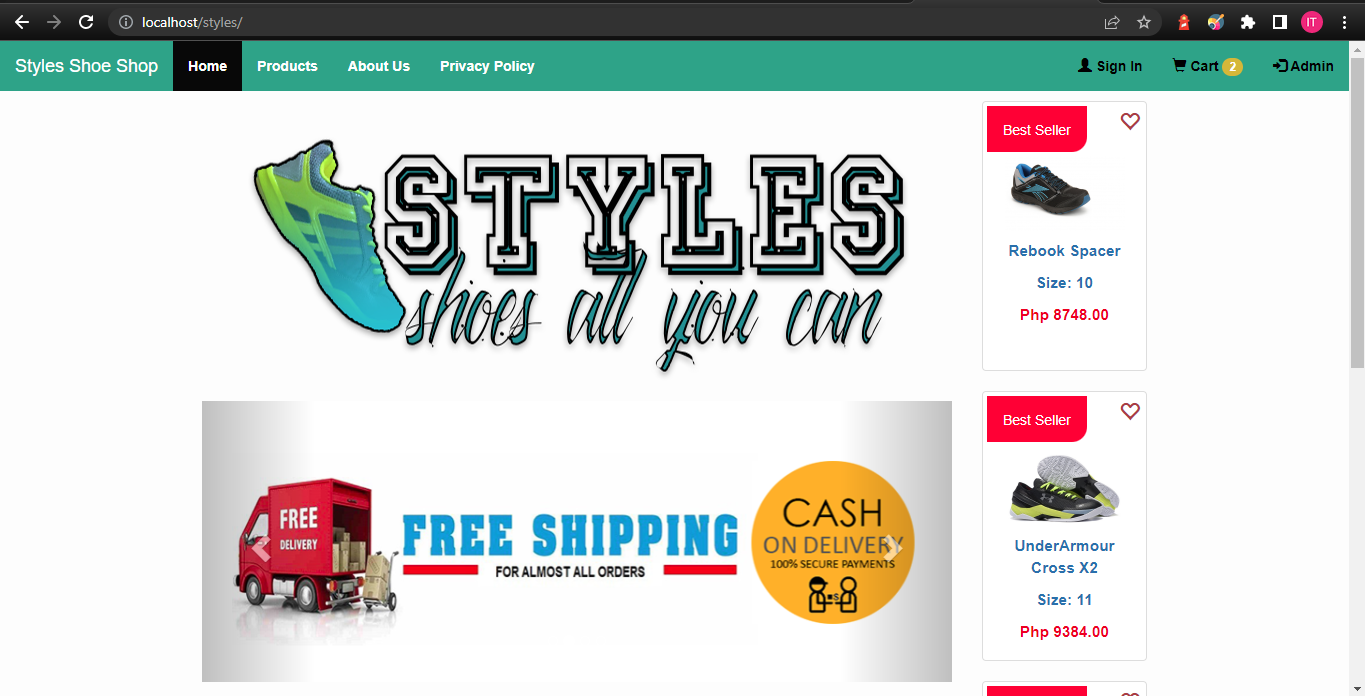 localhost/styles/
IT
Styles Shoe Shop
Home
Products
About Us
Privacy Policy
Sign In
Cart 2
Admin
STYLES
shoes all you can
FREE
DELIVERY
FREE SHIPPING
FOR ALMOST ALL ORDERS
CASH
ON DELIVERY
100% SECURE PAYMENTS
$
Best Seller
Rebook Spacer
Size: 10
Php 8748.00
Best Seller
UnderArmour
Cross X2
Size: 11
Php 9384.00